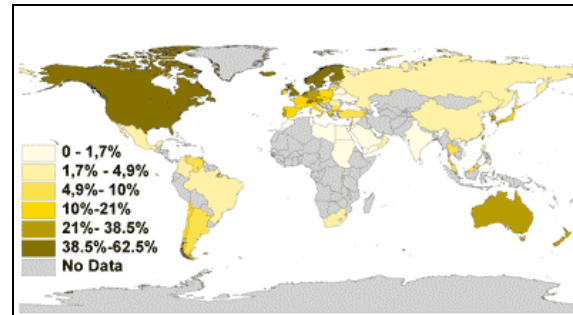 0 - 1,7%
1,7% - 4,9%
4,9% - 10%
10%-21%
21%- 38.5%
38.5%-62.5%
No Data